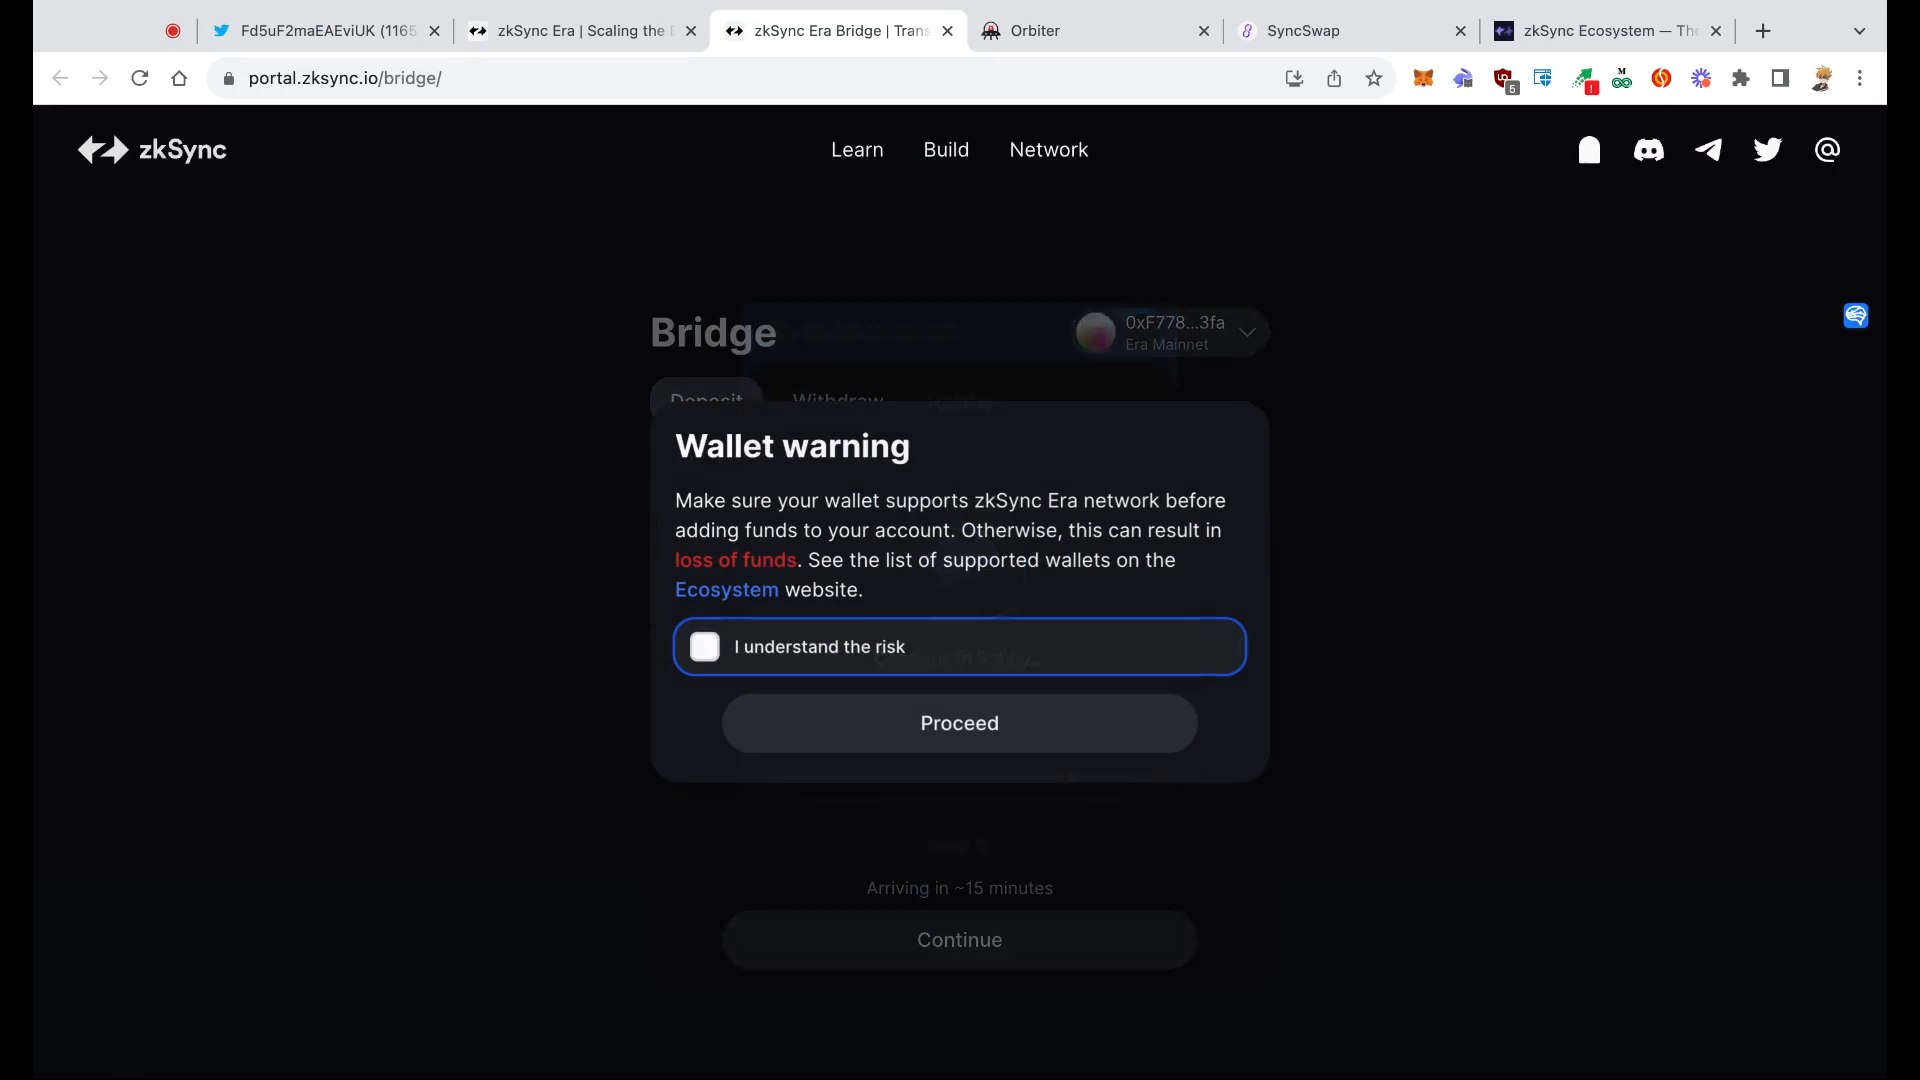 Fd5uF2maEAEviUK (1165
zkSync Era | Scaling the E
zkSync Era Bridge | Trans
Orbiter
SyncSwap
zkSync Ecosystem — The
portal.zksync.io/bridge/
5
!
M
zkSync
Learn
Build
Network
Bridge
0xF778...3fa
Era Mainnet
Deposit
Withdraw
Wallet warning
Make sure your wallet supports zkSync Era network before
adding funds to your account. Otherwise, this can result in
loss of funds. See the list of supported wallets on the
Ecosystem website.
I understand the risk
Proceed
Arriving in ~15 minutes
Continue